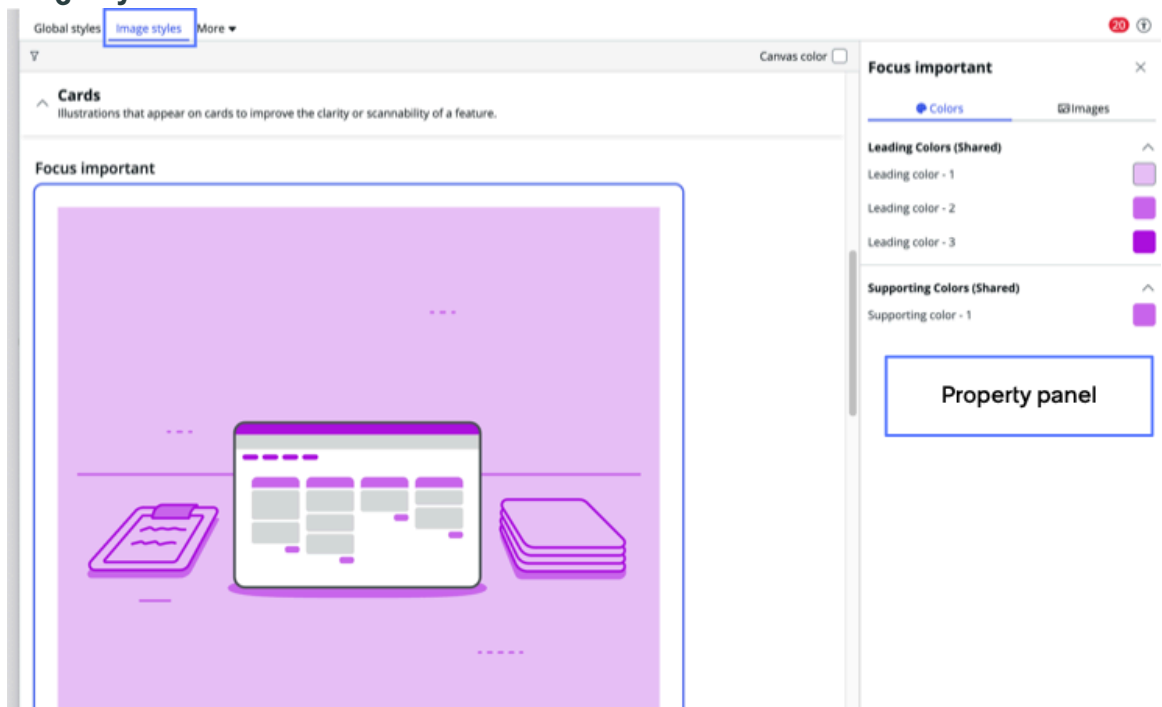 Global styles Image styles More
20
Canvas color
Cards
Illustrations that appear on cards to improve the clarity or scannability of a feature.
Focus important
Focus important
Colors Images
Leading Colors (Shared)
Leading color - 1
Leading color - 2
Leading color - 3
Supporting Colors (Shared)
Supporting color - 1
Property panel